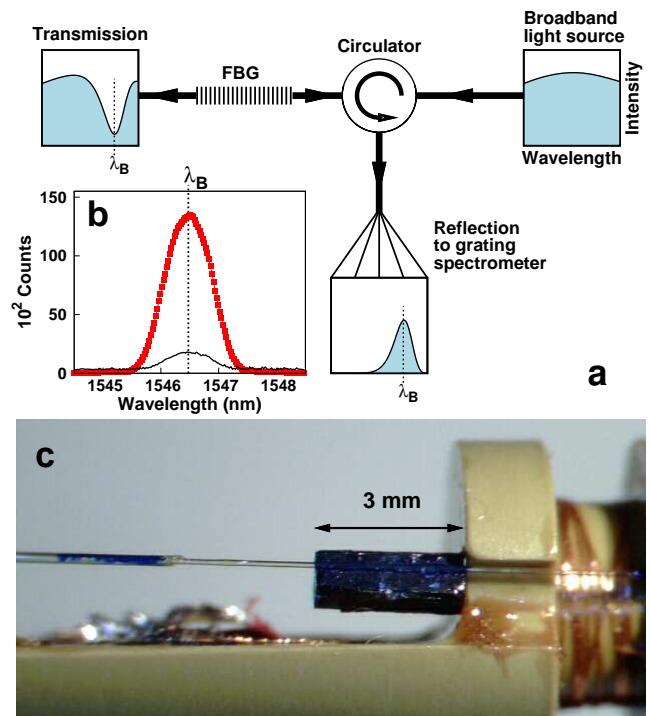 Transmission
λB
FBG
Circulator
Broadband
light source
Intensity
Wavelength
Reflection
to grating
spectrometer
λB
a
b
λB
150
100
50
0
10² Counts
1545
1546
1547
1548
Wavelength (nm)
c
3 mm